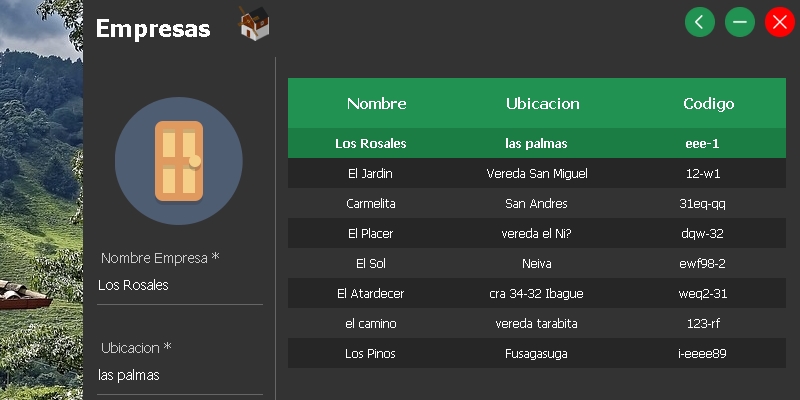 Empresas
Nombre Ubicacion Codigo
Los Rosales las palmas eee-1
El Jardin Vereda San Miguel 12-w1
Carmelita San Andres 31eq-qq
El Placer vereda el Ni? dqw-32
El Sol Neiva ewf98-2
El Atardecer cra 34-32 Ibague weq2-31
el camino vereda tarabita 123-rf
Los Pinos Fusagasuga i-eeee89
Nombre Empresa *
Los Rosales
Ubicacion *
las palmas